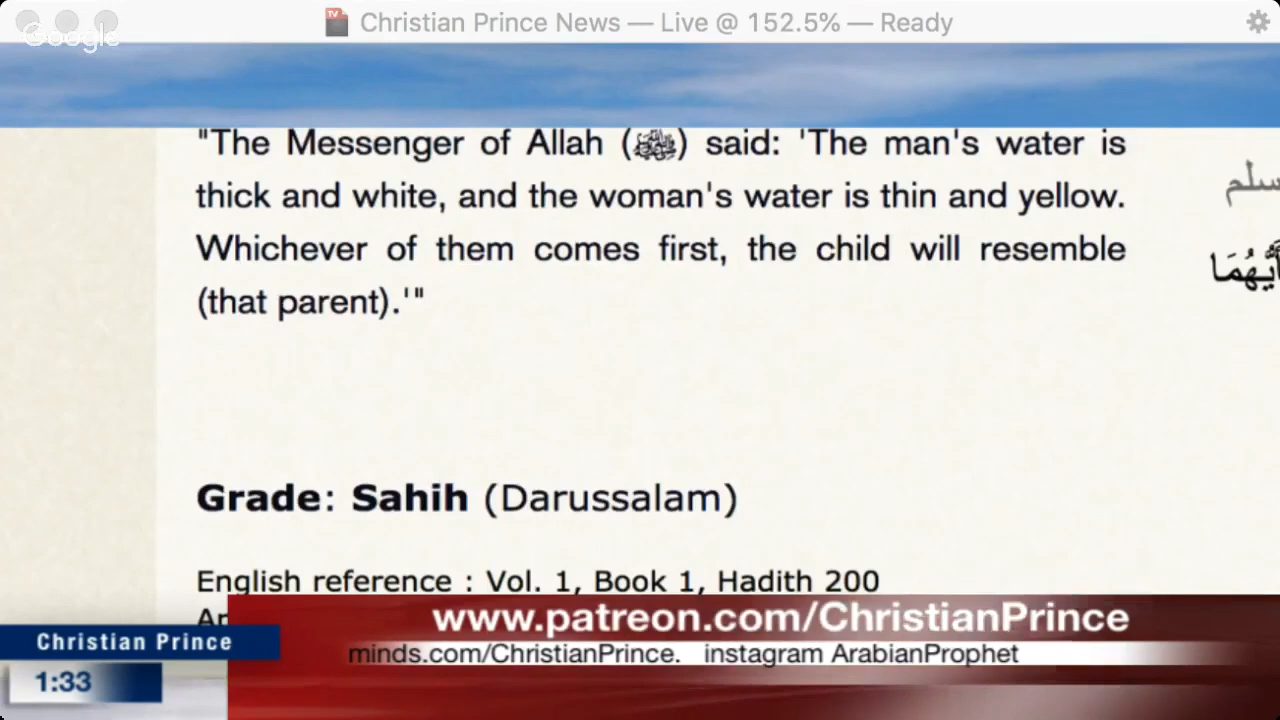 Christian Prince News — Live @ 152.5% — Ready
Google
"The Messenger of Allah (ﷺ) said: 'The man's water is
thick and white, and the woman's water is thin and yellow.
Whichever of them comes first, the child will resemble
(that parent).'"
سلم
أَيُّهُمَا
Grade: Sahih (Darussalam)
English reference : Vol. 1, Book 1, Hadith 200
Ar
www.patreon.com/ChristianPrince
Christian Prince
minds.com/ChristianPrince. instagram ArabianProphet
1:33